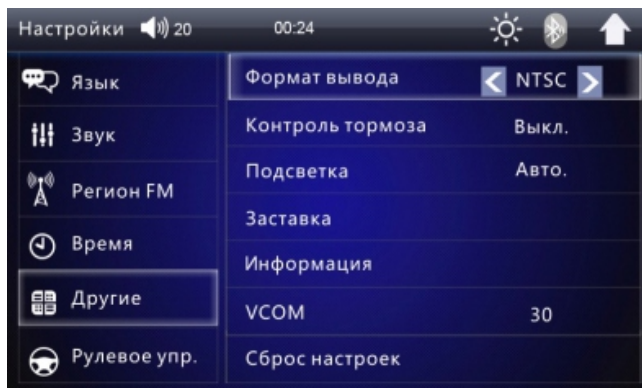 Настройки 20 00:24
Язык
Звук
Регион FM
Время
Другие
Рулевое упр.
Формат вывода NTSC
Контроль тормоза Выкл.
Подсветка Авто.
Заставка
Информация
VCOM 30
Сброс настроек